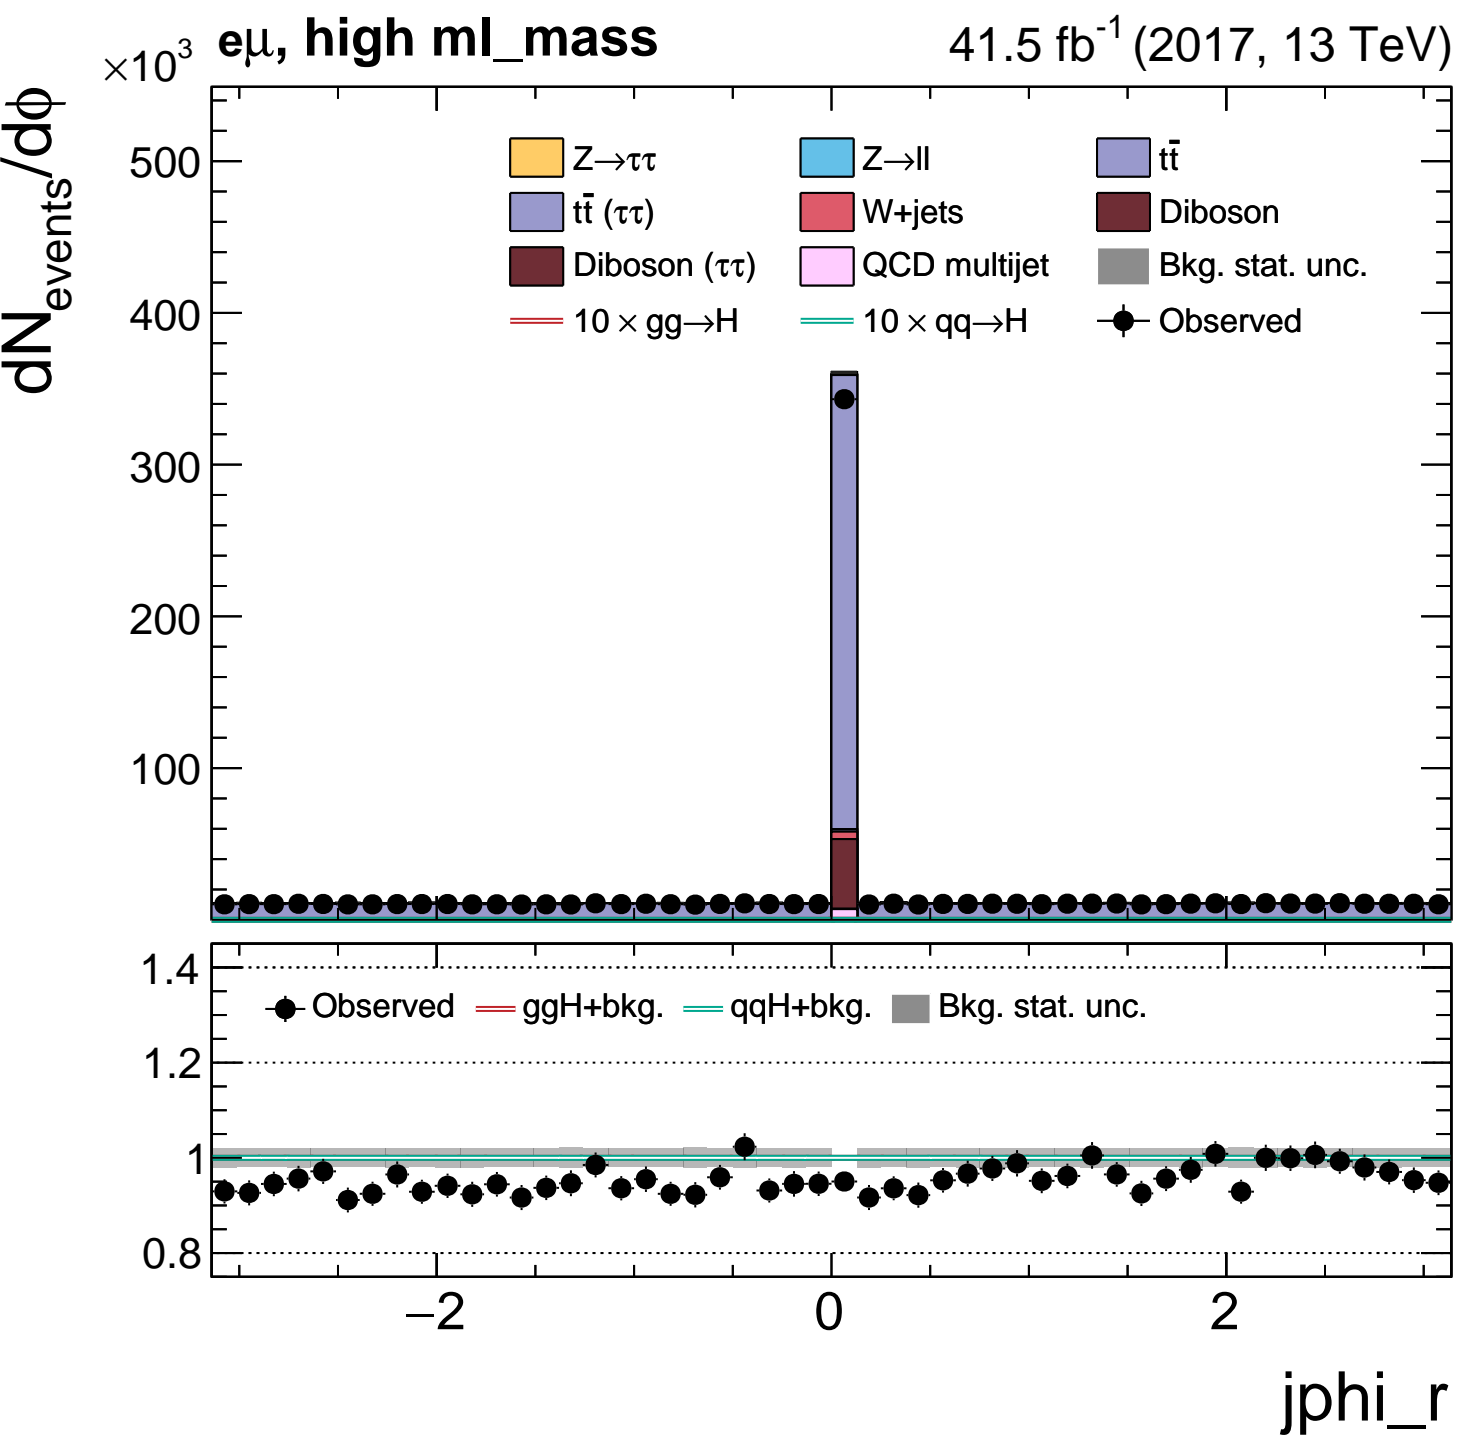 ×10³ eμ, high ml_mass 41.5 fb⁻¹ (2017, 13 TeV)
dN_events/dϕ
500
400
300
200
100
Z→ττ Z→ll tt̄
tt̄ (ττ) W+jets Diboson
Diboson (ττ) QCD multijet Bkg. stat. unc.
10 × gg→H 10 × qq→H Observed
1.4
1.2
1
0.8
Observed ggH+bkg. qqH+bkg. Bkg. stat. unc.
−2 0 2
jphi_r